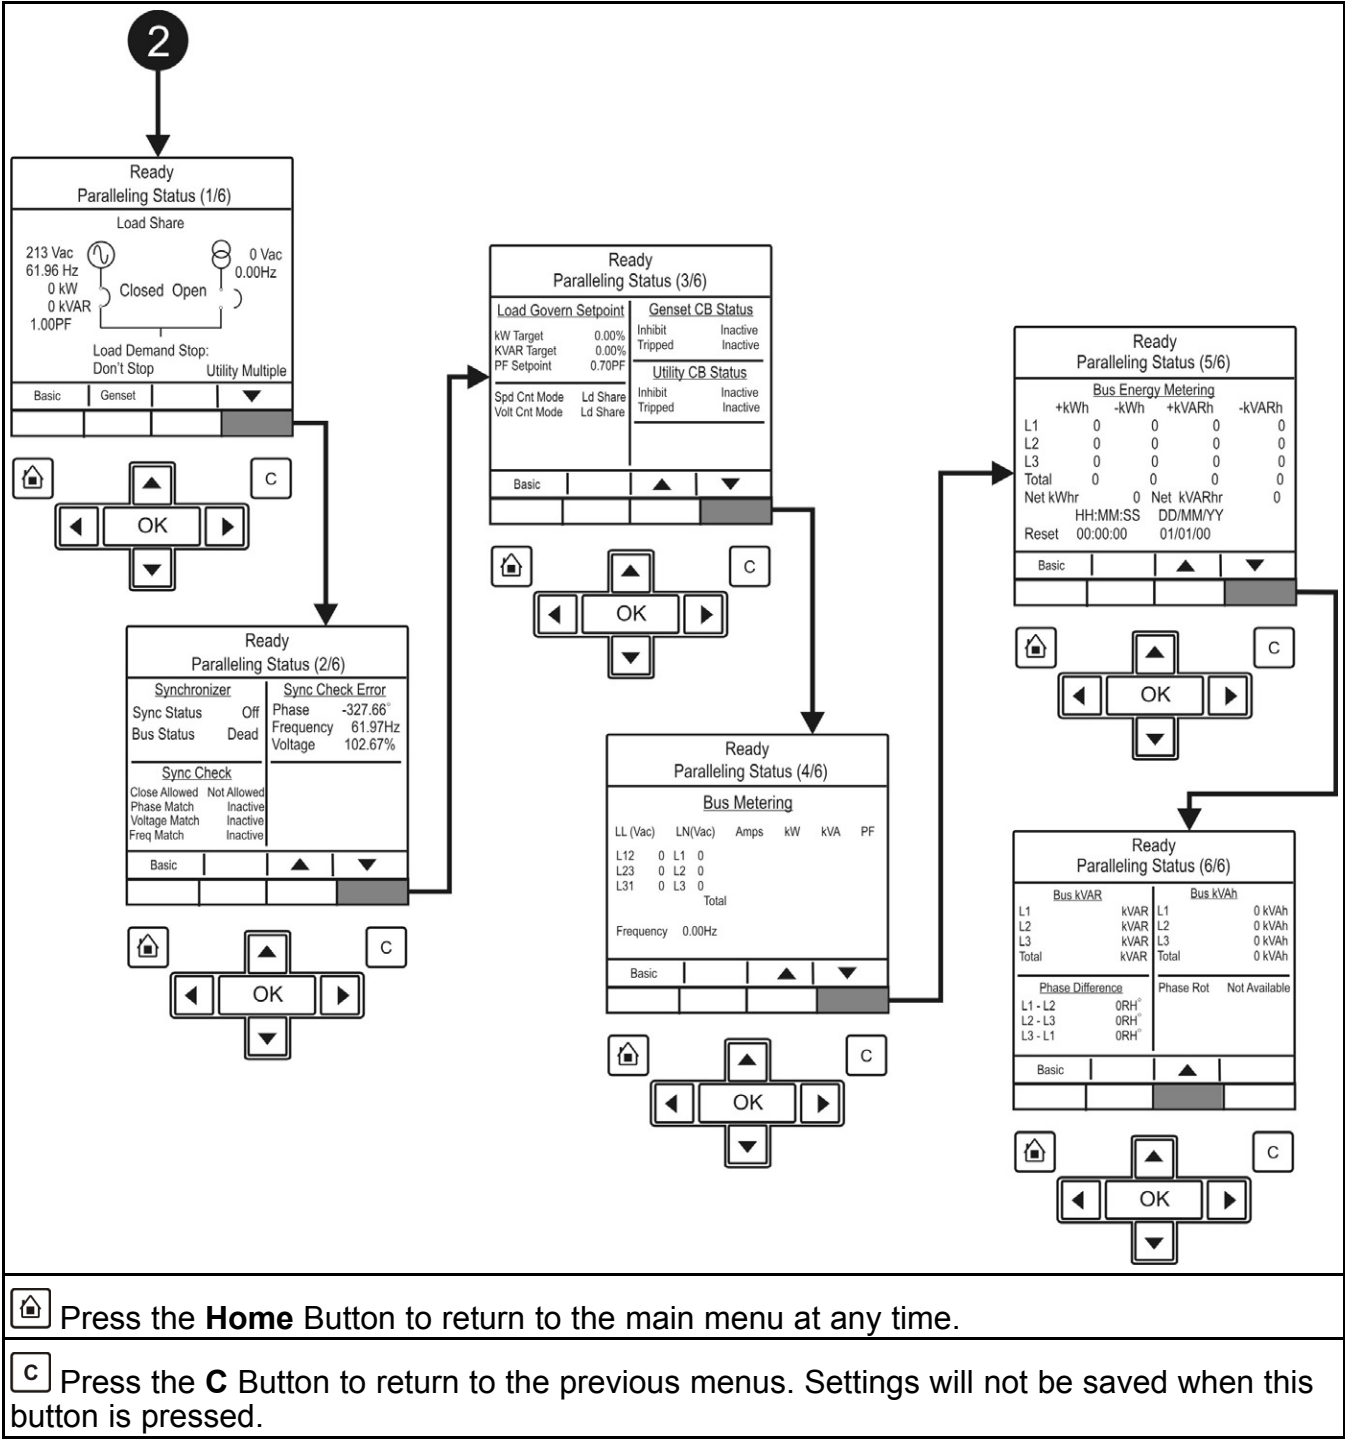 2
Ready
Paralleling Status (1/6)
Load Share
213 Vac 0 Vac
61.96 Hz 0.00Hz
0 kW Closed Open
0 kVAR
1.00PF
Load Demand Stop:
Don't Stop Utility Multiple
Basic Genset
C
OK
Ready
Paralleling Status (2/6)
Synchronizer
Sync Status Off
Bus Status Dead
Sync Check
Close Allowed Not Allowed
Phase Match Inactive
Voltage Match Inactive
Freq Match Inactive
Sync Check Error
Phase -327.66°
Frequency 61.97Hz
Voltage 102.67%
Basic
C
OK
Ready
Paralleling Status (3/6)
Load Govern Setpoint
kW Target 0.00%
KVAR Target 0.00%
PF Setpoint 0.70PF
Spd Cnt Mode Ld Share
Volt Cnt Mode Ld Share
Genset CB Status
Inhibit Inactive
Tripped Inactive
Utility CB Status
Inhibit Inactive
Tripped Inactive
Basic
C
OK
Ready
Paralleling Status (4/6)
Bus Metering
LL (Vac) LN(Vac) Amps kW kVA PF
L12 0 L1 0
L23 0 L2 0
L31 0 L3 0
Total
Frequency 0.00Hz
Basic
C
OK
Ready
Paralleling Status (5/6)
Bus Energy Metering
+kWh -kWh +kVARh -kVARh
L1 0 0 0 0
L2 0 0 0 0
L3 0 0 0 0
Total 0 0 0 0
Net kWhr 0 Net kVARhr 0
HH:MM:SS DD/MM/YY
Reset 00:00:00 01/01/00
Basic
C
OK
Ready
Paralleling Status (6/6)
Bus kVAR
L1 kVAR
L2 kVAR
L3 kVAR
Total kVAR
Bus kVAh
L1 0 kVAh
L2 0 kVAh
L3 0 kVAh
Total 0 kVAh
Phase Difference
L1 - L2 0RH°
L2 - L3 0RH°
L3 - L1 0RH°
Phase Rot Not Available
Basic
C
OK
Press the Home Button to return to the main menu at any time.
C Press the C Button to return to the previous menus. Settings will not be saved when this
button is pressed.